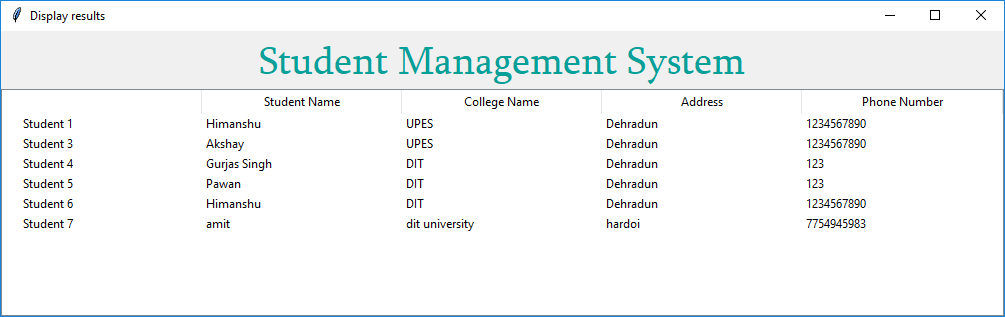 Display results
Student Management System
Student Name College Name Address Phone Number
Student 1 Himanshu UPES Dehradun 1234567890
Student 3 Akshay UPES Dehradun 1234567890
Student 4 Gurjas Singh DIT Dehradun 123
Student 5 Pawan DIT Dehradun 123
Student 6 Himanshu DIT Dehradun 1234567890
Student 7 amit dit university hardoi 7754945983